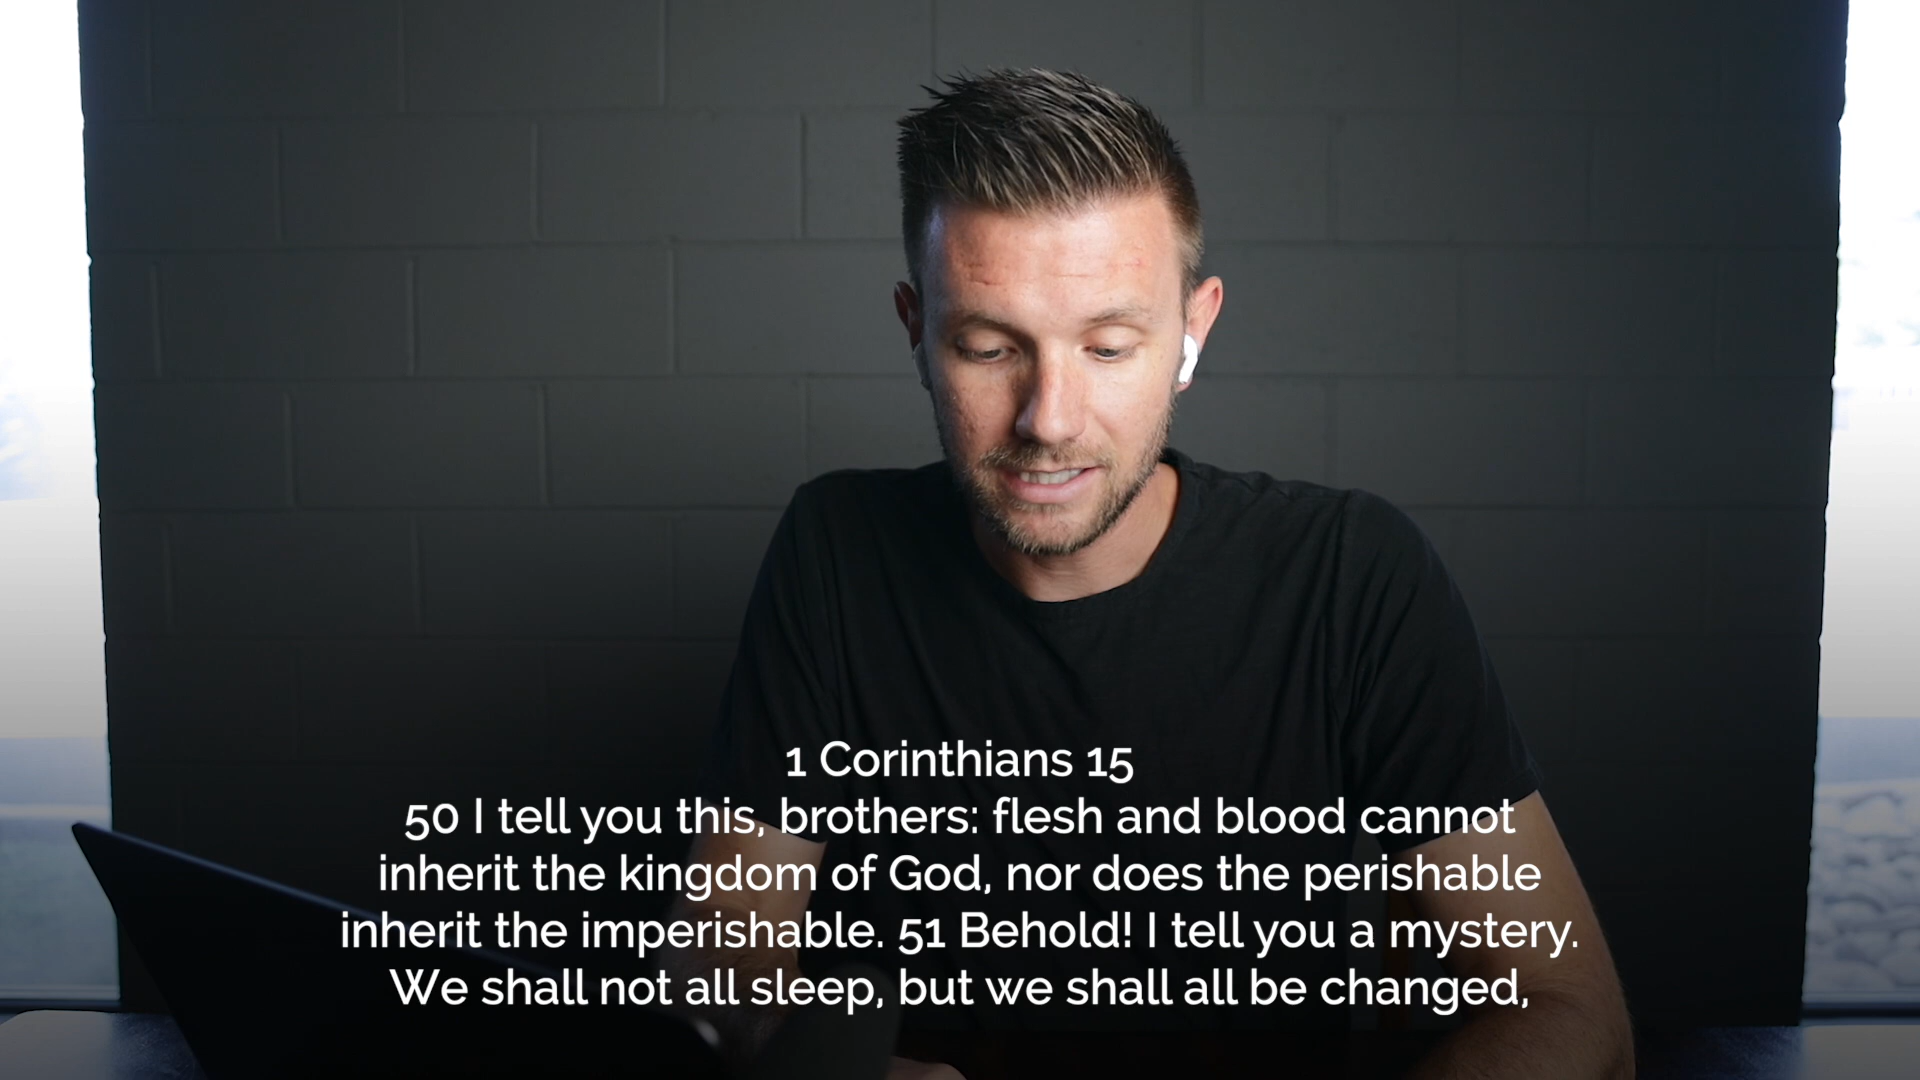 1 Corinthians 15
50 I tell you this, brothers: flesh and blood cannot
inherit the kingdom of God, nor does the perishable
inherit the imperishable. 51 Behold! I tell you a mystery.
We shall not all sleep, but we shall all be changed,